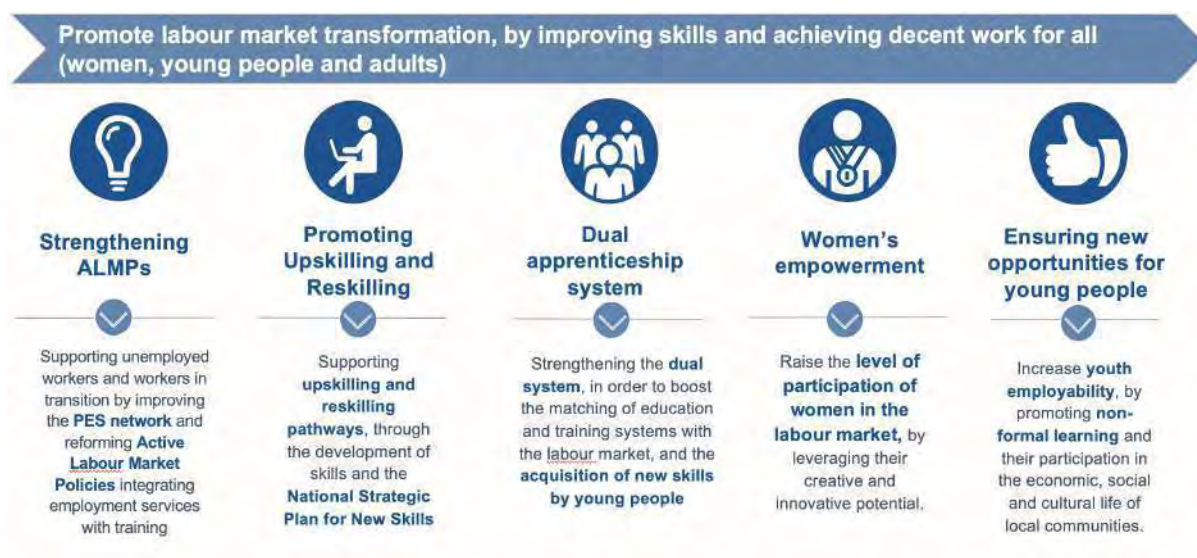 Promote labour market transformation, by improving skills and achieving decent work for all
(women, young people and adults)
Strengthening
ALMPs
Supporting unemployed
workers and workers in
transition by improving
the PES network and
reforming Active
Labour Market
Policies integrating
employment services
with training
Promoting
Upskilling and
Reskilling
Supporting
upskilling and
reskilling
pathways, through
the development of
skills and the
National Strategic
Plan for New Skills
Dual
apprenticeship
system
Strengthening the dual
system, in order to boost
the matching of education
and training systems with
the labour market, and the
acquisition of new skills
by young people
Women's
empowerment
Raise the level of
participation of
women in the
labour market, by
leveraging their
creative and
innovative potential.
Ensuring new
opportunities for
young people
Increase youth
employability, by
promoting non-
formal learning and
their participation in
the economic, social
and cultural life of
local communities.